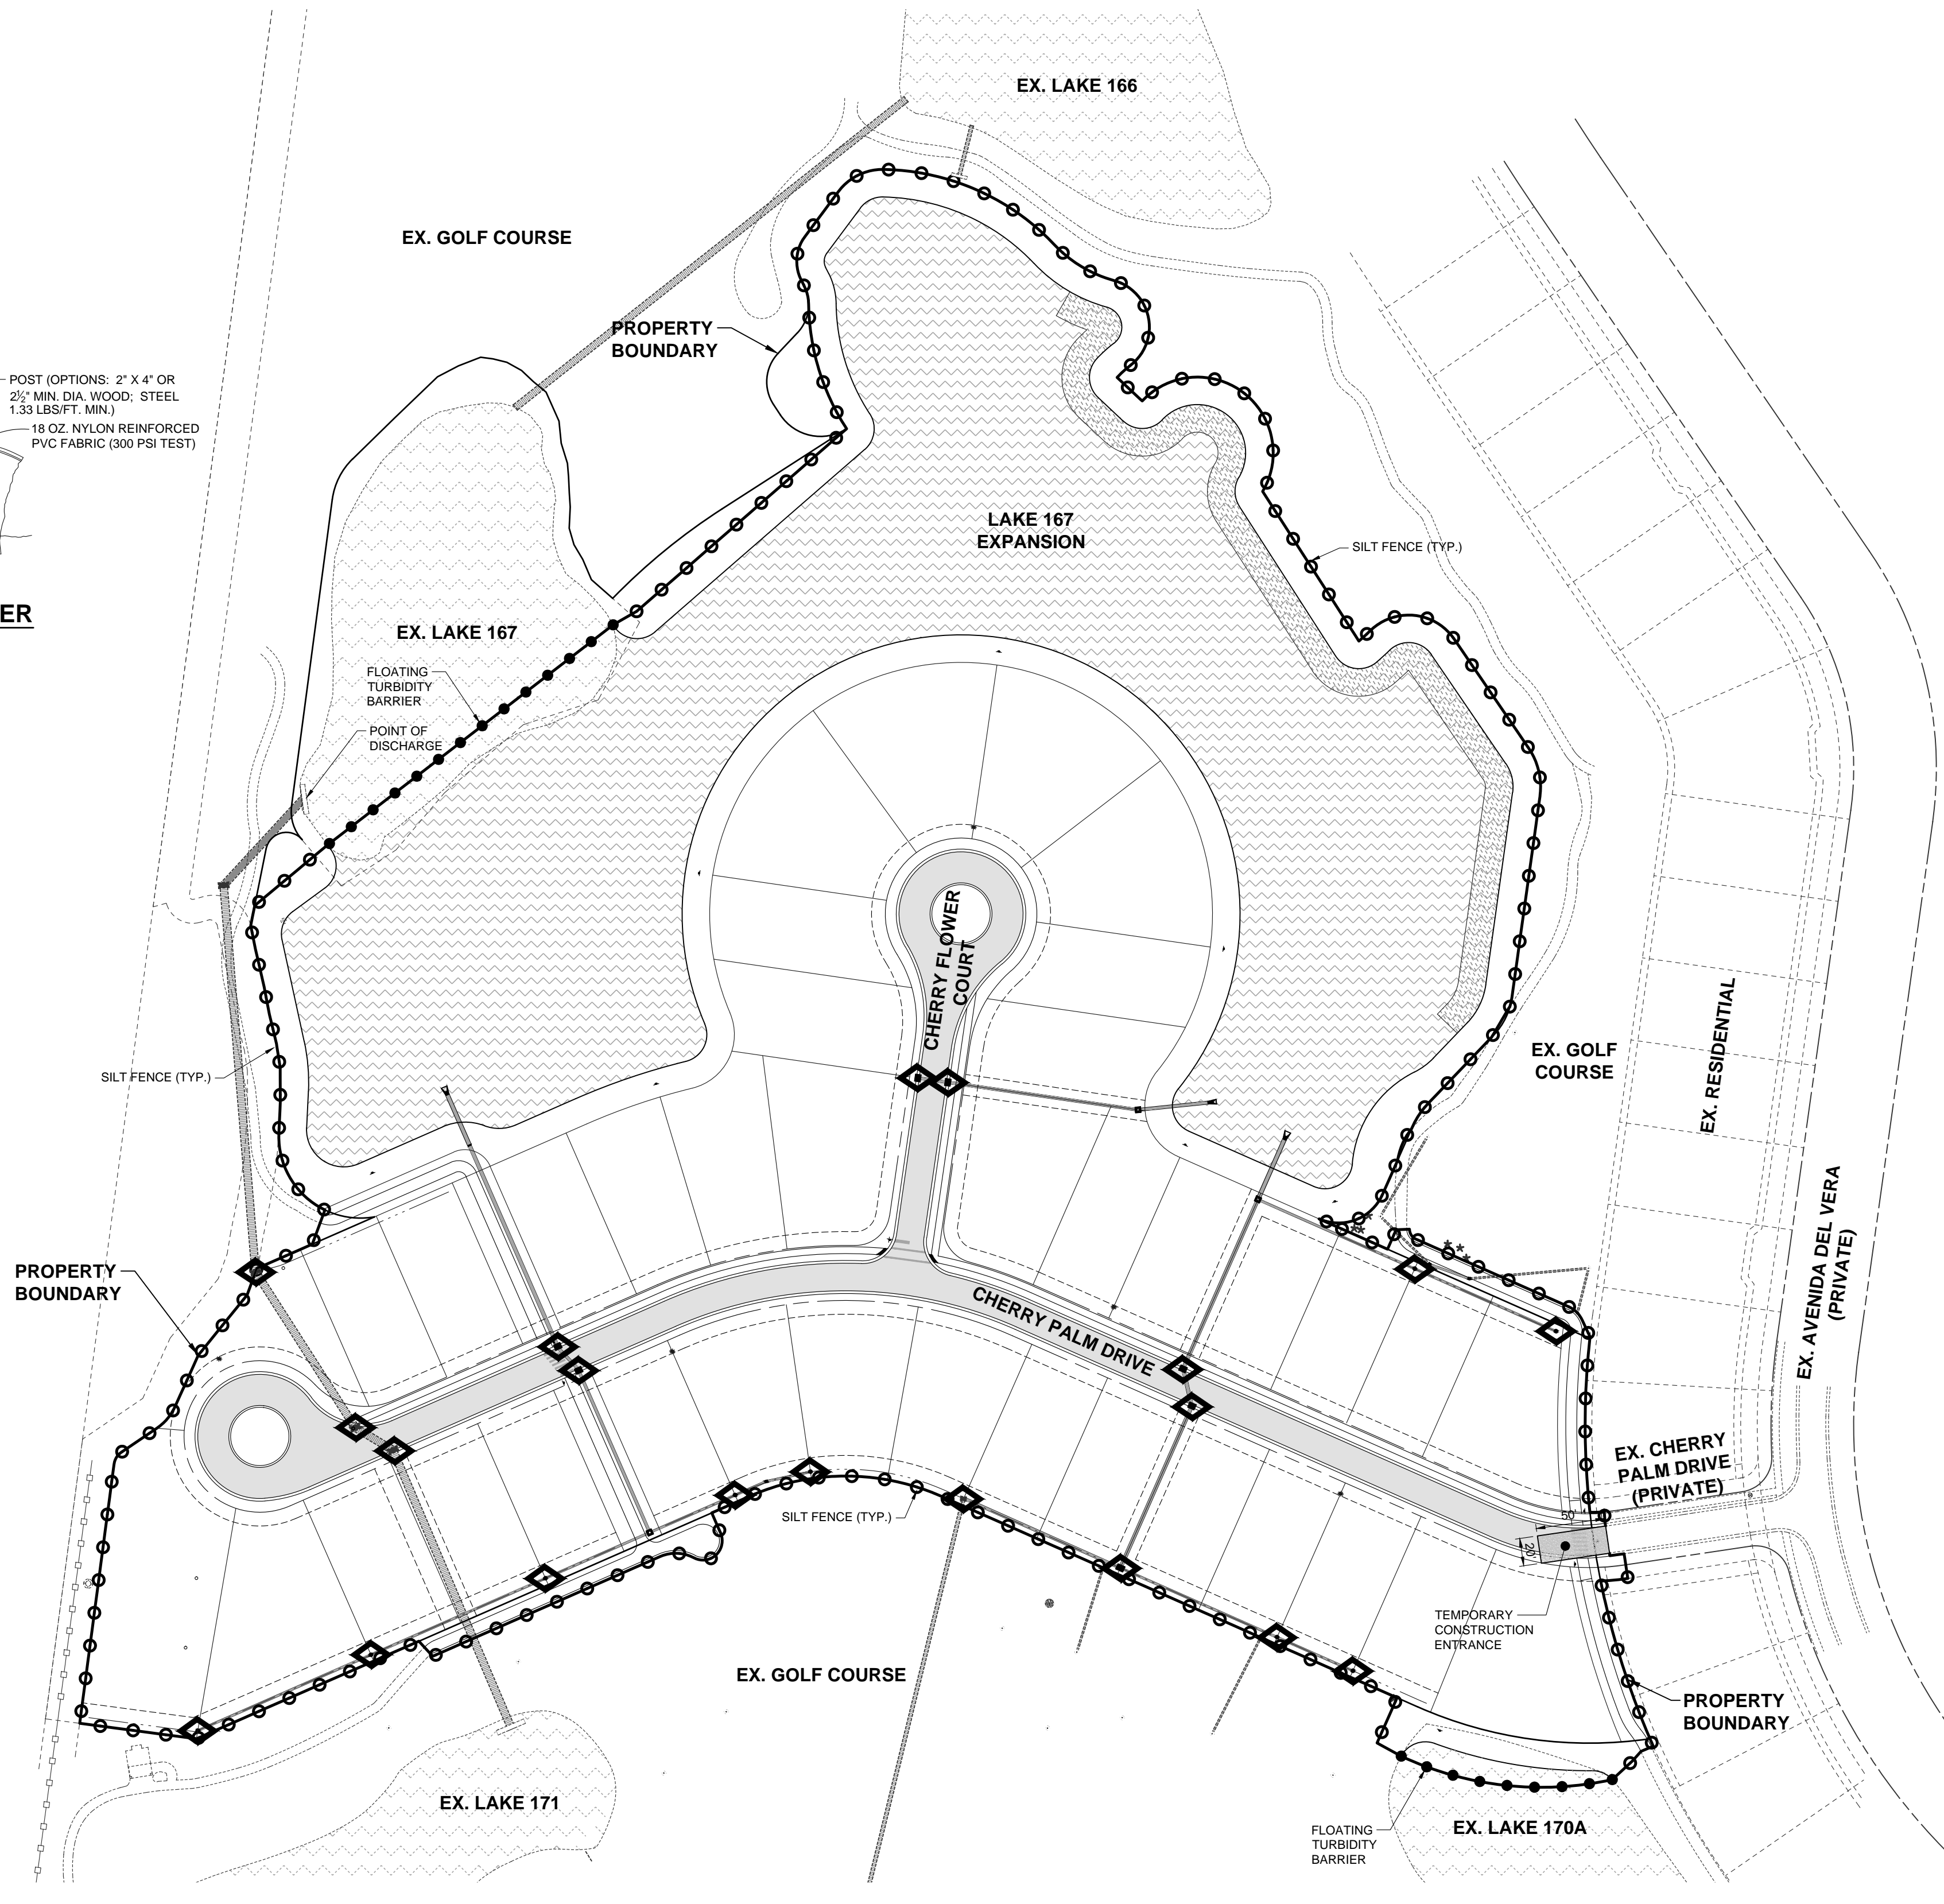 EX. LAKE 166
EX. GOLF COURSE
PROPERTY
BOUNDARY
POST (OPTIONS: 2" X 4" OR
2½" MIN. DIA. WOOD; STEEL
1.33 LBS/FT. MIN.)
18 OZ. NYLON REINFORCED
PVC FABRIC (300 PSI TEST)
LAKE 167
EXPANSION
SILT FENCE (TYP.)
ER
EX. LAKE 167
FLOATING
TURBIDITY
BARRIER
POINT OF
DISCHARGE
CHERRY FLOWER
COURT
SILT FENCE (TYP.)
EX. GOLF
COURSE
EX. RESIDENTIAL
EX. AVENIDA DEL VERA
(PRIVATE)
PROPERTY
BOUNDARY
CHERRY PALM DRIVE
EX. CHERRY
PALM DRIVE
(PRIVATE)
SILT FENCE (TYP.)
50'
20'
TEMPORARY
CONSTRUCTION
ENTRANCE
EX. GOLF COURSE
PROPERTY
BOUNDARY
EX. LAKE 171
FLOATING
TURBIDITY
BARRIER
EX. LAKE 170A